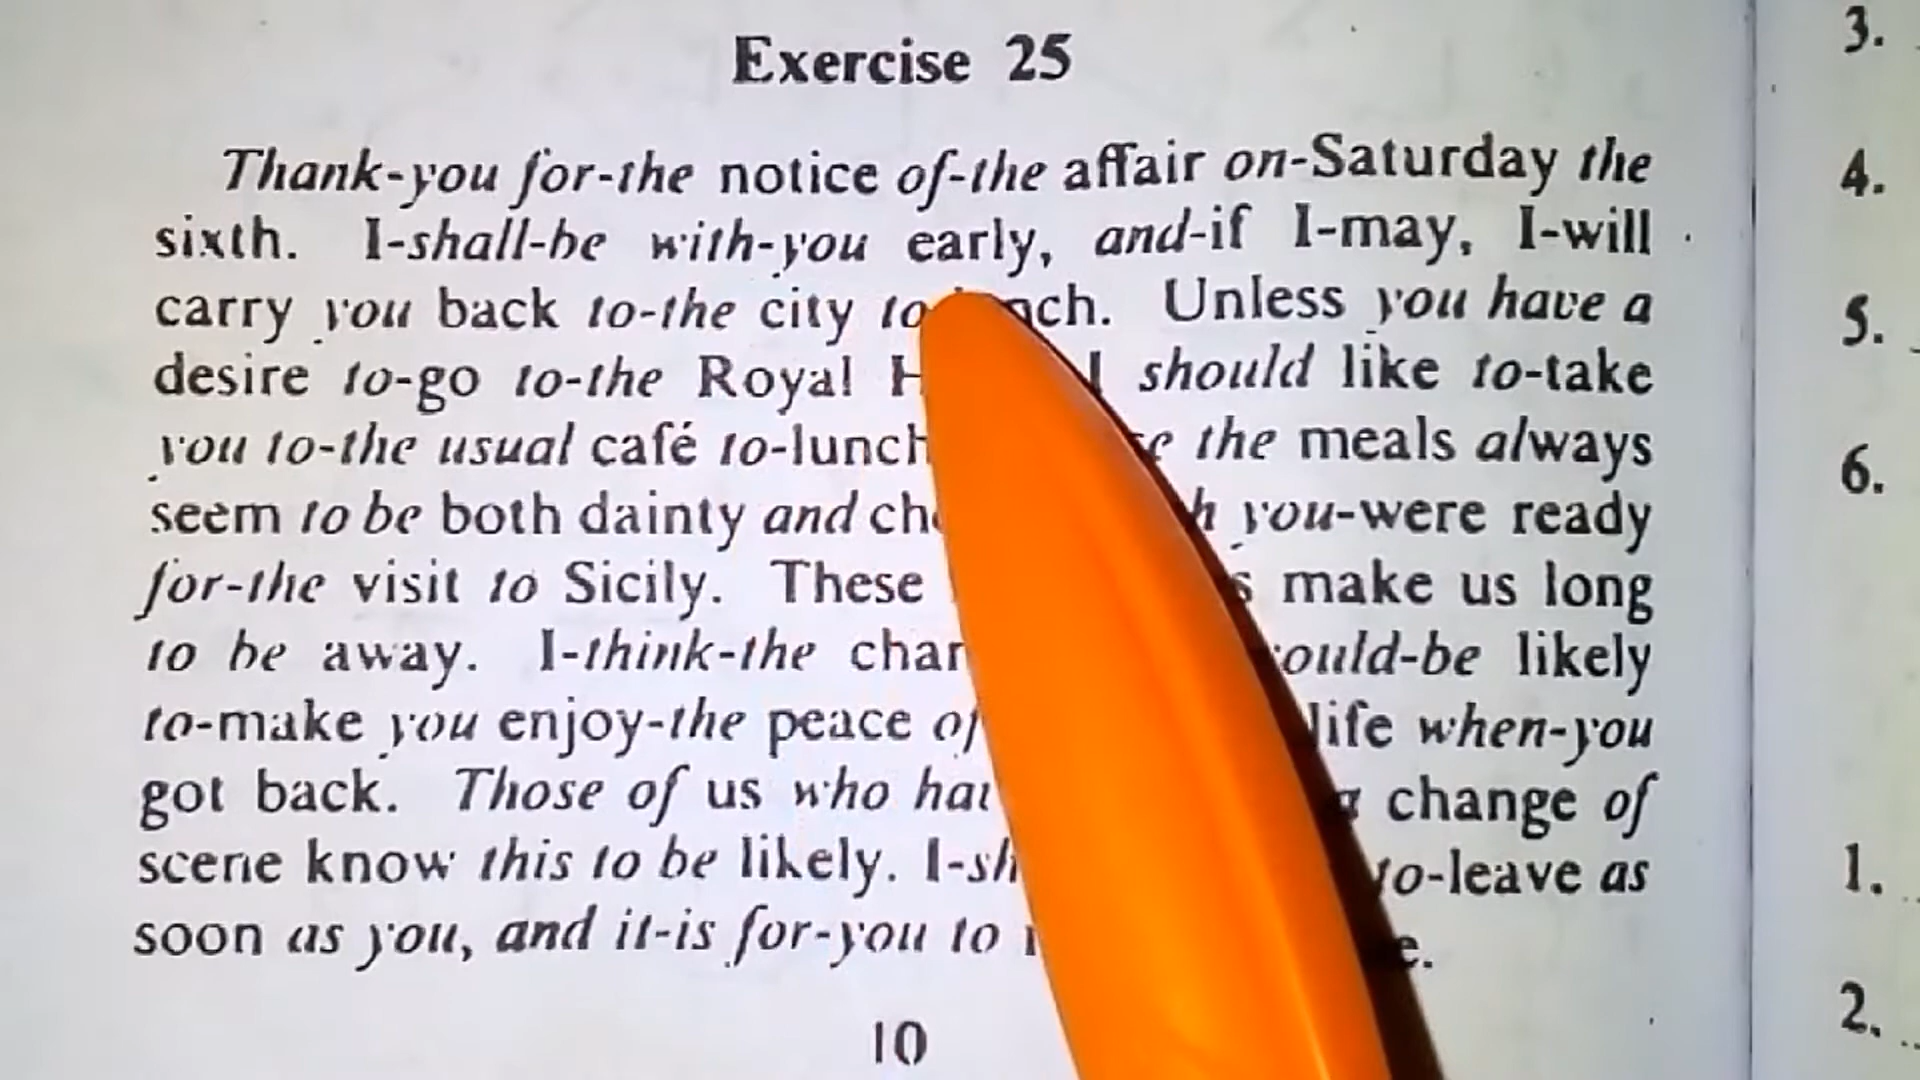 Exercise 25
Thank-you for-the notice of-the affair on-Saturday the
sixth. I-shall-be with-you early, and-if I-may, I-will
carry you back to-the city to nch. Unless you have a
desire to-go to-the Royal H I should like to-take
you to-the usual café to-lunch the meals always
seem to be both dainty and you-were ready
for-the visit to Sicily. These make us long
to be away. I-think-the ould-be likely
to-make you enjoy-the peace of life when-you
got back. Those of us who a change of
scene know this to be likely. I-sh to-leave as
soon as you, and it-is for-you to
10
3.
4.
5.
6.
1.
2.